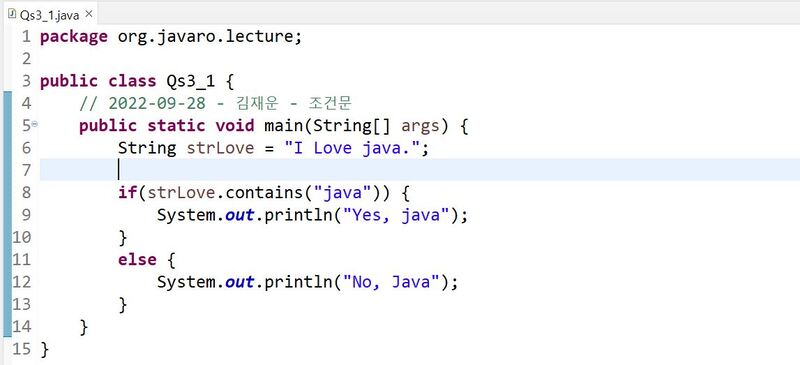 Qs3_1.java
1 package org.javaro.lecture;
2
3 public class Qs3_1 {
4 // 2022-09-28 - 김재운 - 조건문
5 public static void main(String[] args) {
6 String strLove = "I Love java.";
7
8 if(strLove.contains("java")) {
9 System.out.println("Yes, java");
10 }
11 else {
12 System.out.println("No, Java");
13 }
14 }
15 }